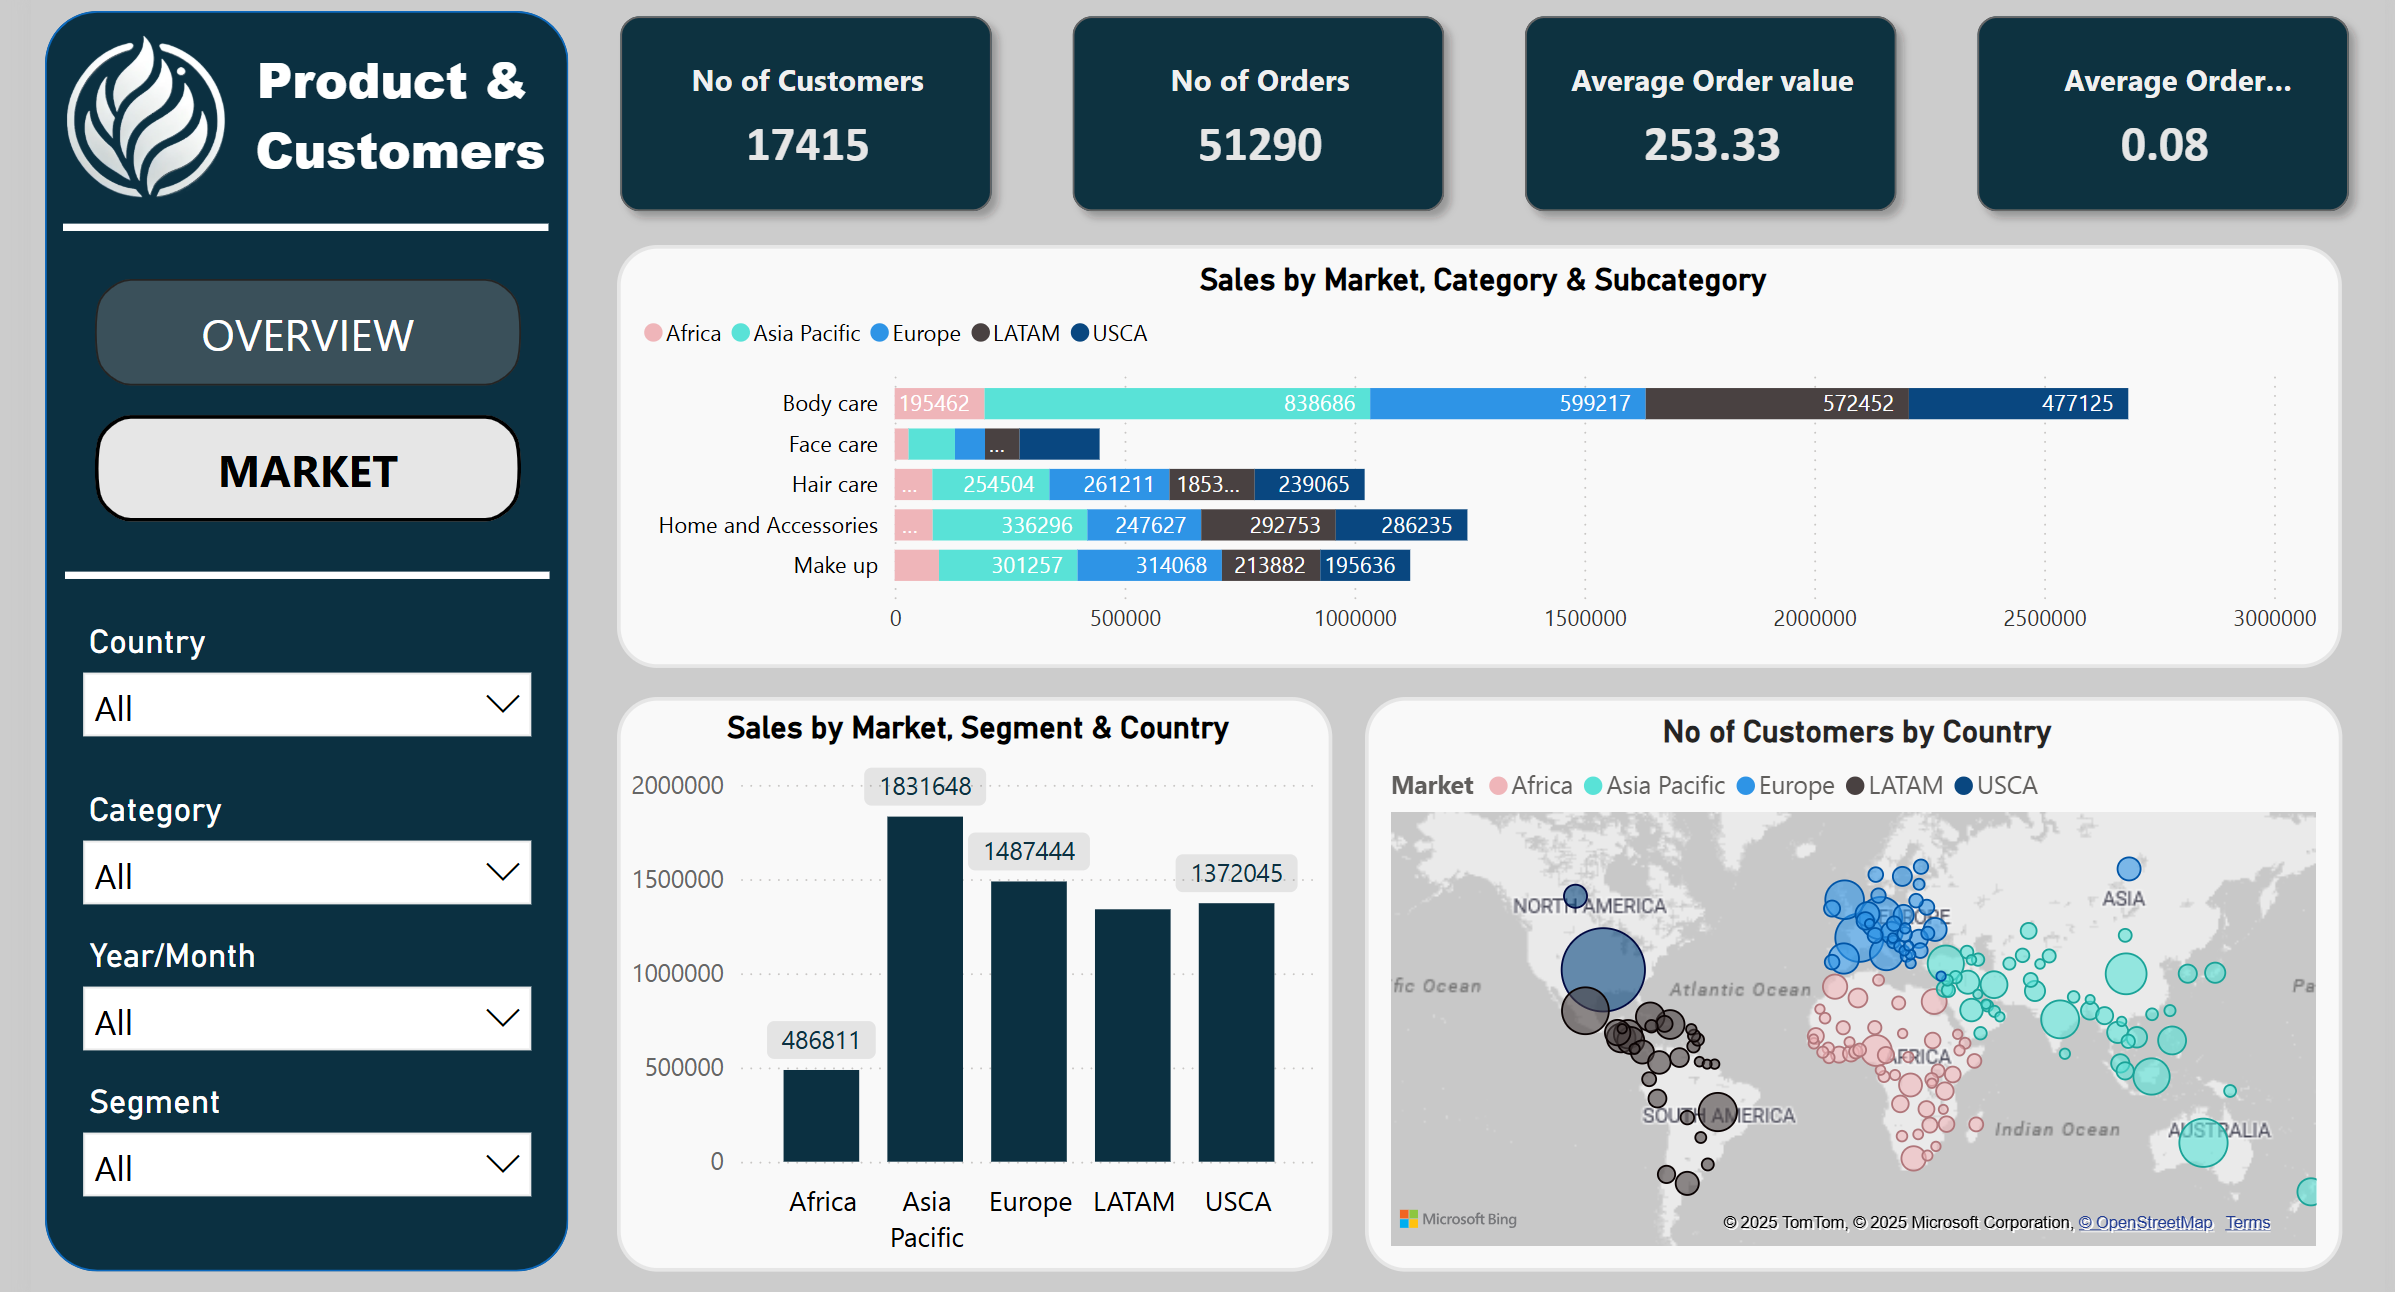 Product &
Customers
OVERVIEW
MARKET
Country
All
Category
All
Year/Month
All
Segment
All
No of Customers
17415
No of Orders
51290
Average Order value
253.33
Average Order...
0.08
Sales by Market, Category & Subcategory
Africa Asia Pacific Europe LATAM USCA
Body care 195462 838686 599217 572452 477125
Face care ...
Hair care ... 254504 261211 1853... 239065
Home and Accessories ... 336296 247627 292753 286235
Make up 301257 314068 213882 195636
0 500000 1000000 1500000 2000000 2500000 3000000
Sales by Market, Segment & Country
2000000
1500000
1000000
500000
0
486811
1831648
1487444
1372045
Africa Asia Pacific Europe LATAM USCA
No of Customers by Country
Market Africa Asia Pacific Europe LATAM USCA
NORTH AMERICA
EUROPE
ASIA
fic Ocean
Atlantic Ocean
Pa
AFRICA
SOUTH AMERICA
Indian Ocean
AUSTRALIA
Microsoft Bing
© 2025 TomTom, © 2025 Microsoft Corporation, © OpenStreetMap Terms